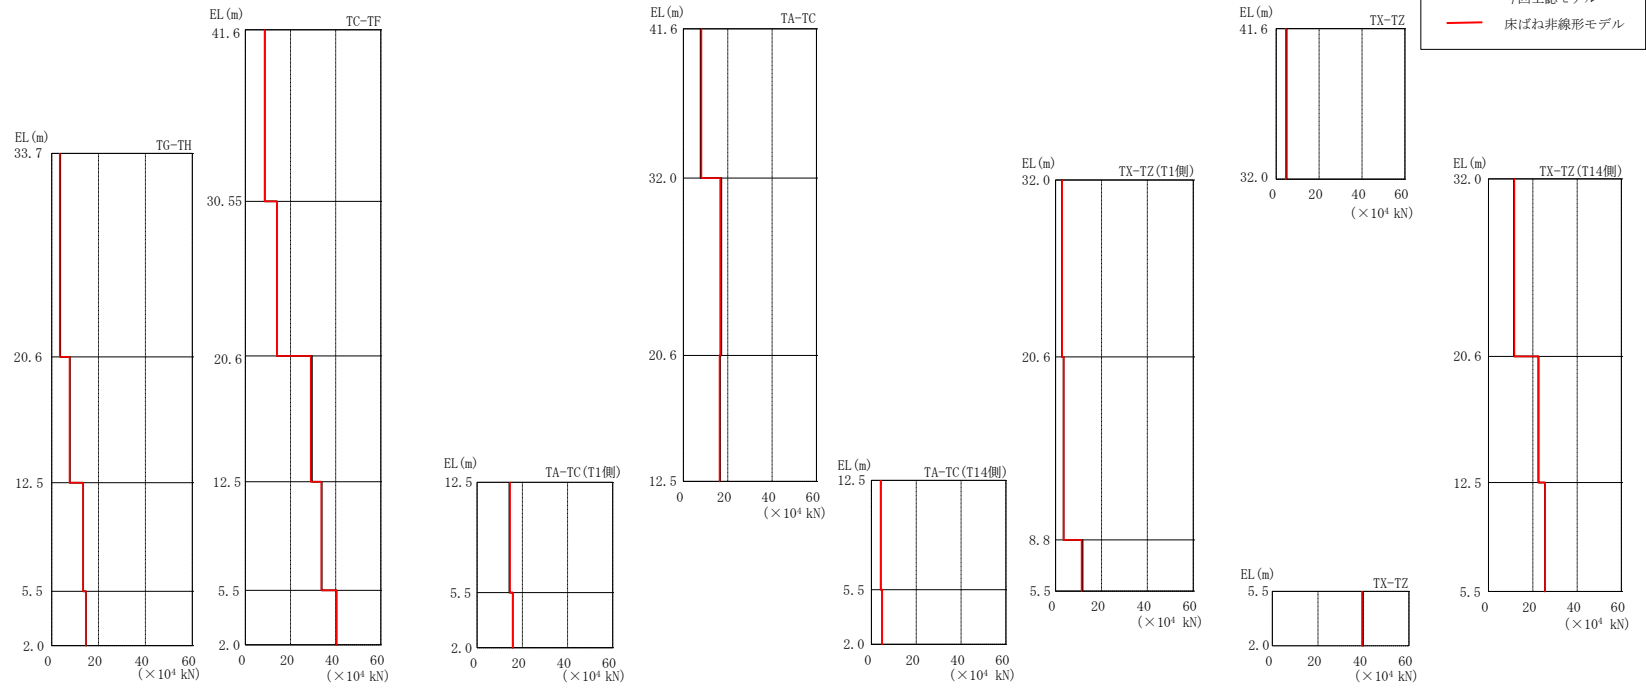 床ばね非線形モデル
EL(m)
TG-TH
33.7
20.6
12.5
5.5
2.0
0 20 40 60
(×10⁴ kN)
EL(m)
TC-TF
41.6
30.55
20.6
12.5
5.5
2.0
0 20 40 60
(×10⁴ kN)
EL(m)
TA-TC(T1側)
12.5
5.5
2.0
0 20 40 60
(×10⁴ kN)
EL(m)
TA-TC
41.6
32.0
20.6
12.5
0 20 40 60
(×10⁴ kN)
EL(m)
TA-TC(T14側)
12.5
5.5
2.0
0 20 40 60
(×10⁴ kN)
EL(m)
TX-TZ(T1側)
32.0
20.6
8.8
5.5
0 20 40 60
(×10⁴ kN)
EL(m)
TX-TZ
41.6
32.0
0 20 40 60
(×10⁴ kN)
EL(m)
TX-TZ
5.5
2.0
0 20 40 60
(×10⁴ kN)
EL(m)
TX-TZ(T14側)
32.0
20.6
12.5
5.5
0 20 40 60
(×10⁴ kN)